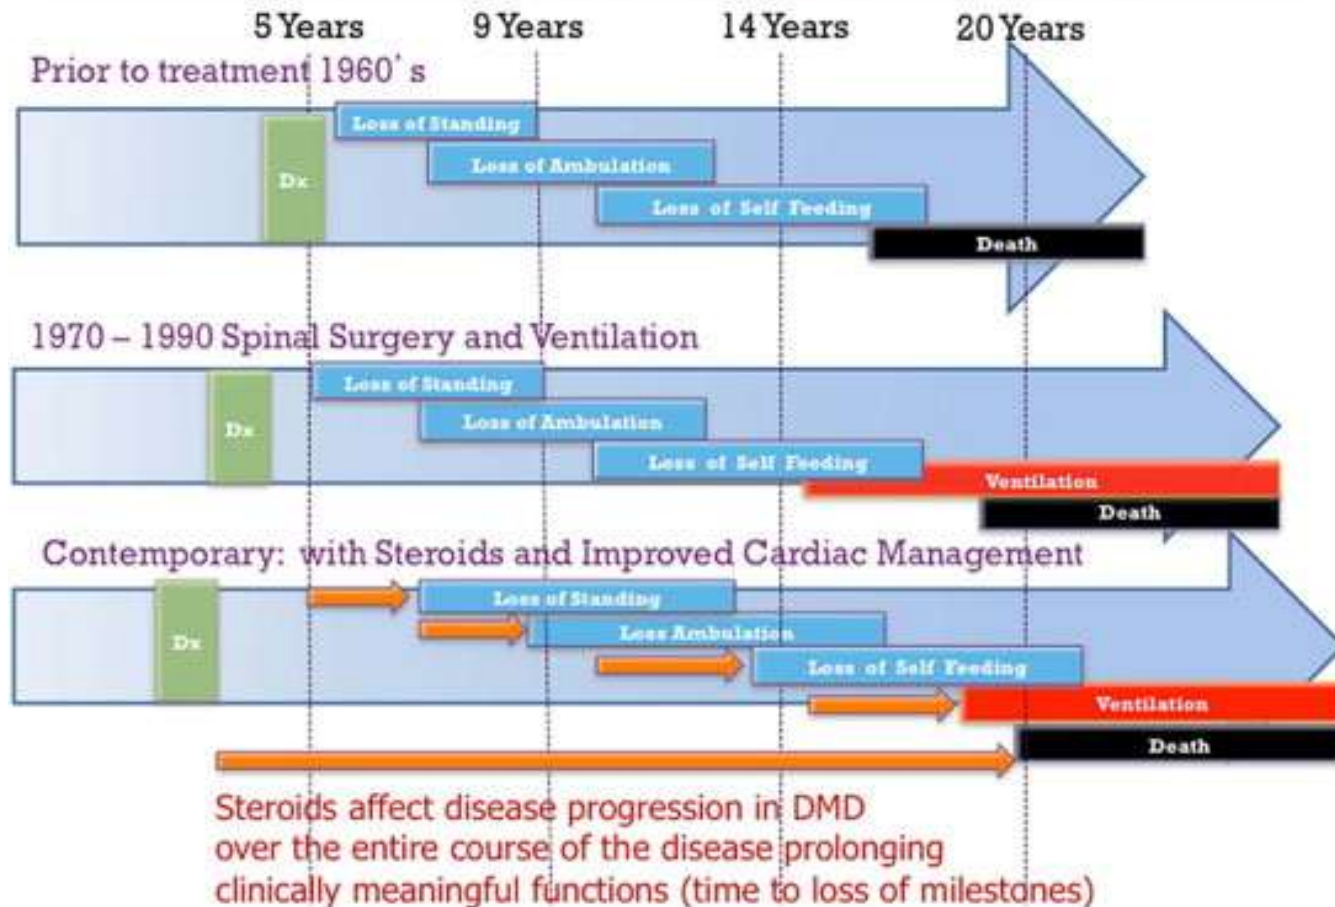 5 Years 9 Years 14 Years 20 Years
Prior to treatment 1960's
Loss of Standing
Loss of Ambulation
Dx
Loss of Self Feeding
Death
1970 – 1990 Spinal Surgery and Ventilation
Loss of Standing
Loss of Ambulation
Dx
Loss of Self Feeding
Ventilation
Death
Contemporary: with Steroids and Improved Cardiac Management
Loss of Standing
Loss Ambulation
Dx
Loss of Self Feeding
Ventilation
Death
Steroids affect disease progression in DMD
over the entire course of the disease prolonging
clinically meaningful functions (time to loss of milestones)